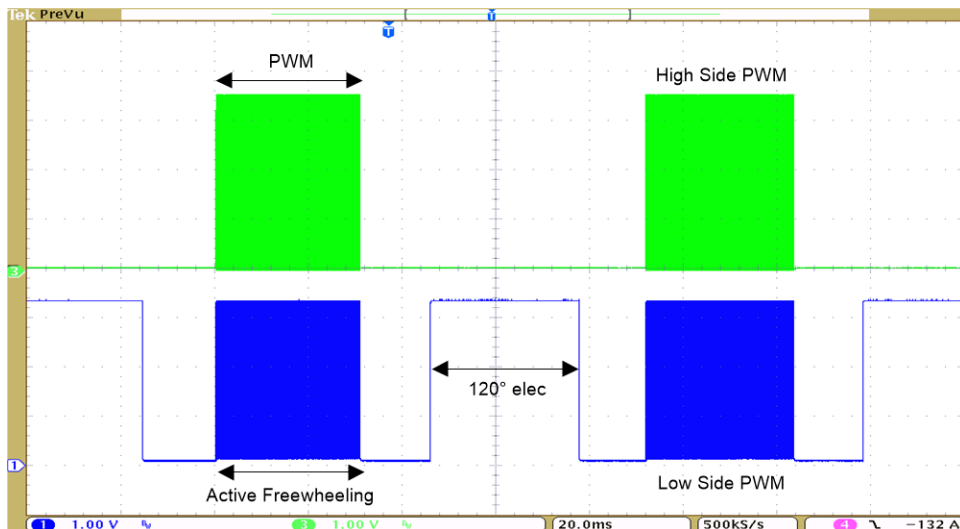 Tek PreVu
T
T
PWM
High Side PWM
3
120° elec
1
Active Freewheeling
Low Side PWM
1 1.00 V 3 1.00 V 20.0ms 500kS/s 4 −132 A